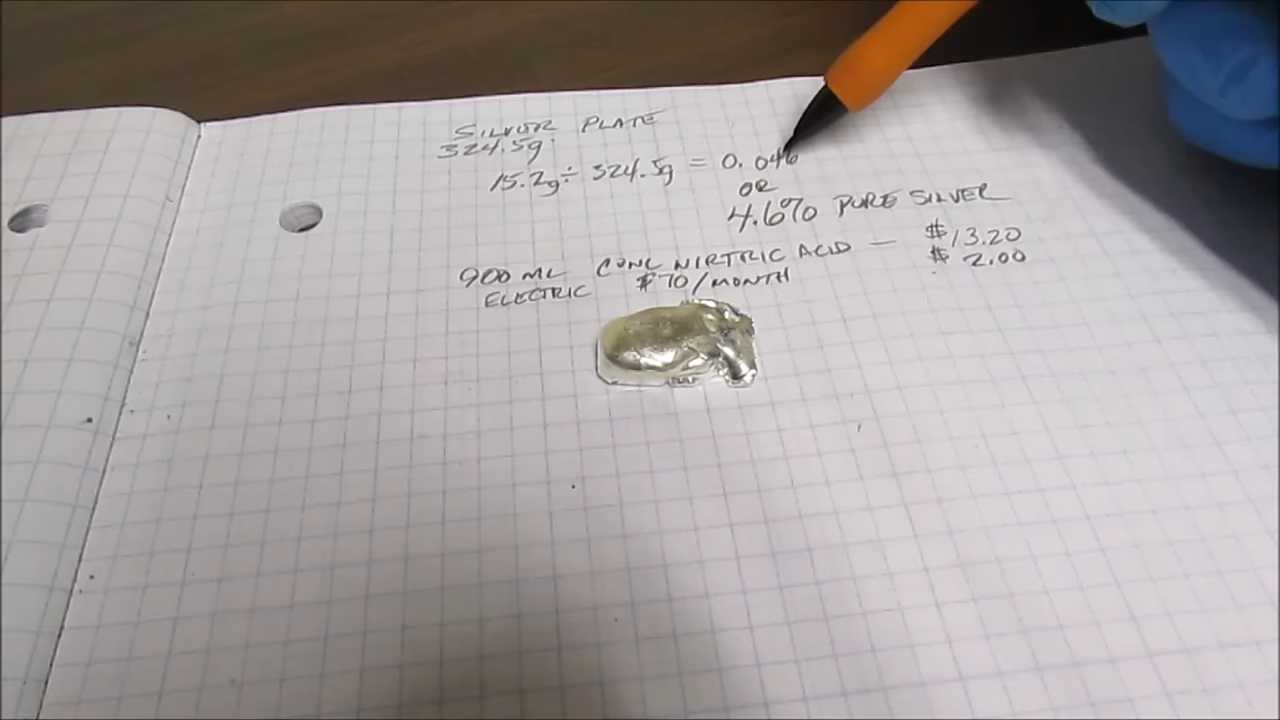 SILVER PLATE
324.5g
15.2g ÷ 324.5g = 0.046
OR
4.6% PURE SILVER
900 ML CONC NIRTRIC ACID — $13.20
ELECTRIC $70/MONTH $2.00